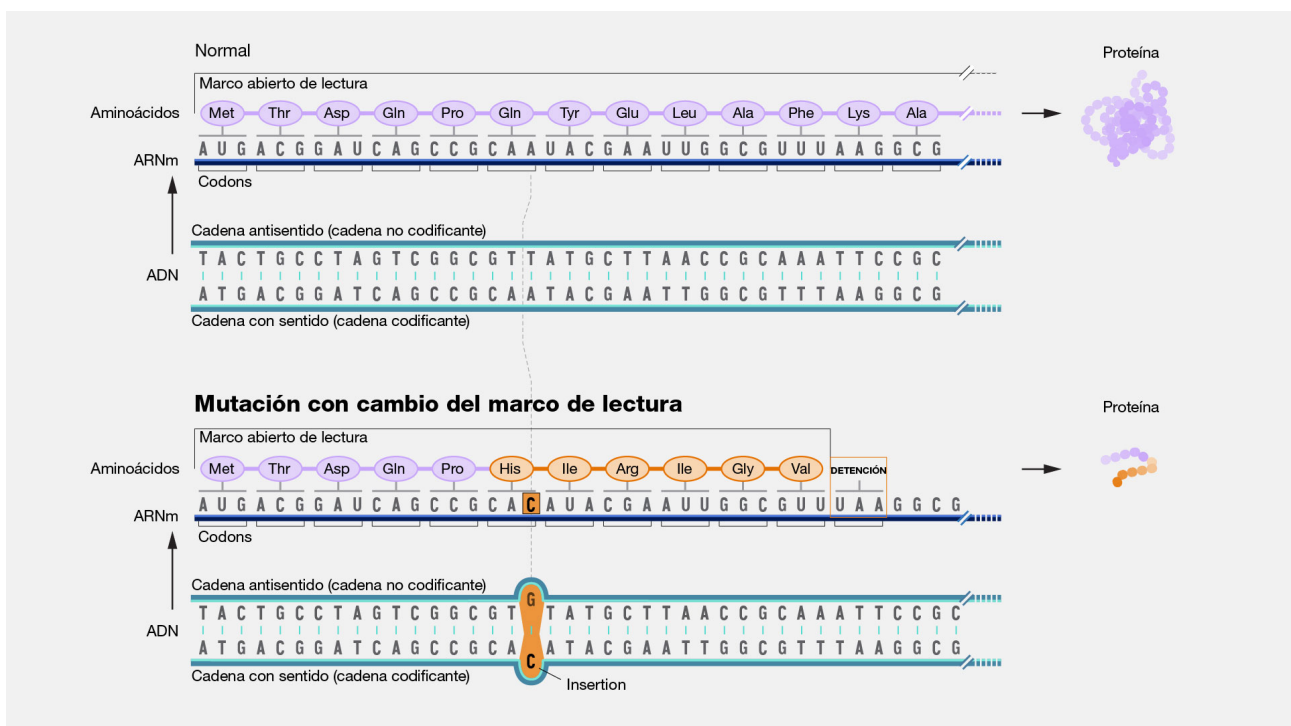 Normal
Proteína
Marco abierto de lectura
Aminoácidos Met Thr Asp Gln Pro Gln Tyr Glu Leu Ala Phe Lys Ala
A U G A C G G A U C A G C C G C A A U A C G A A U U G G C G U U U A A G G C G
ARNm
Codons
Cadena antisentido (cadena no codificante)
T A C T G C C T A G T C G G C G T T A T G C T T A A C C G C A A A T T C C G C
ADN
A T G A C G G A T C A G C C G C A A T A C G A A T T G G C G T T T A A G G C G
Cadena con sentido (cadena codificante)
Mutación con cambio del marco de lectura
Proteína
Marco abierto de lectura
Aminoácidos Met Thr Asp Gln Pro His Ile Arg Ile Gly Val DETENCIÓN
A U G A C G G A U C A G C C G C A C A U A C G A A U U G G C G U U U A A G G C G
ARNm
Codons
Cadena antisentido (cadena no codificante)
T A C T G C C T A G T C G G C G T G T A T G C T T A A C C G C A A A T T C C G C
ADN
A T G A C G G A T C A G C C G C A C A T A C G A A T T G G C G T T T A A G G C G
Cadena con sentido (cadena codificante)
Insertion